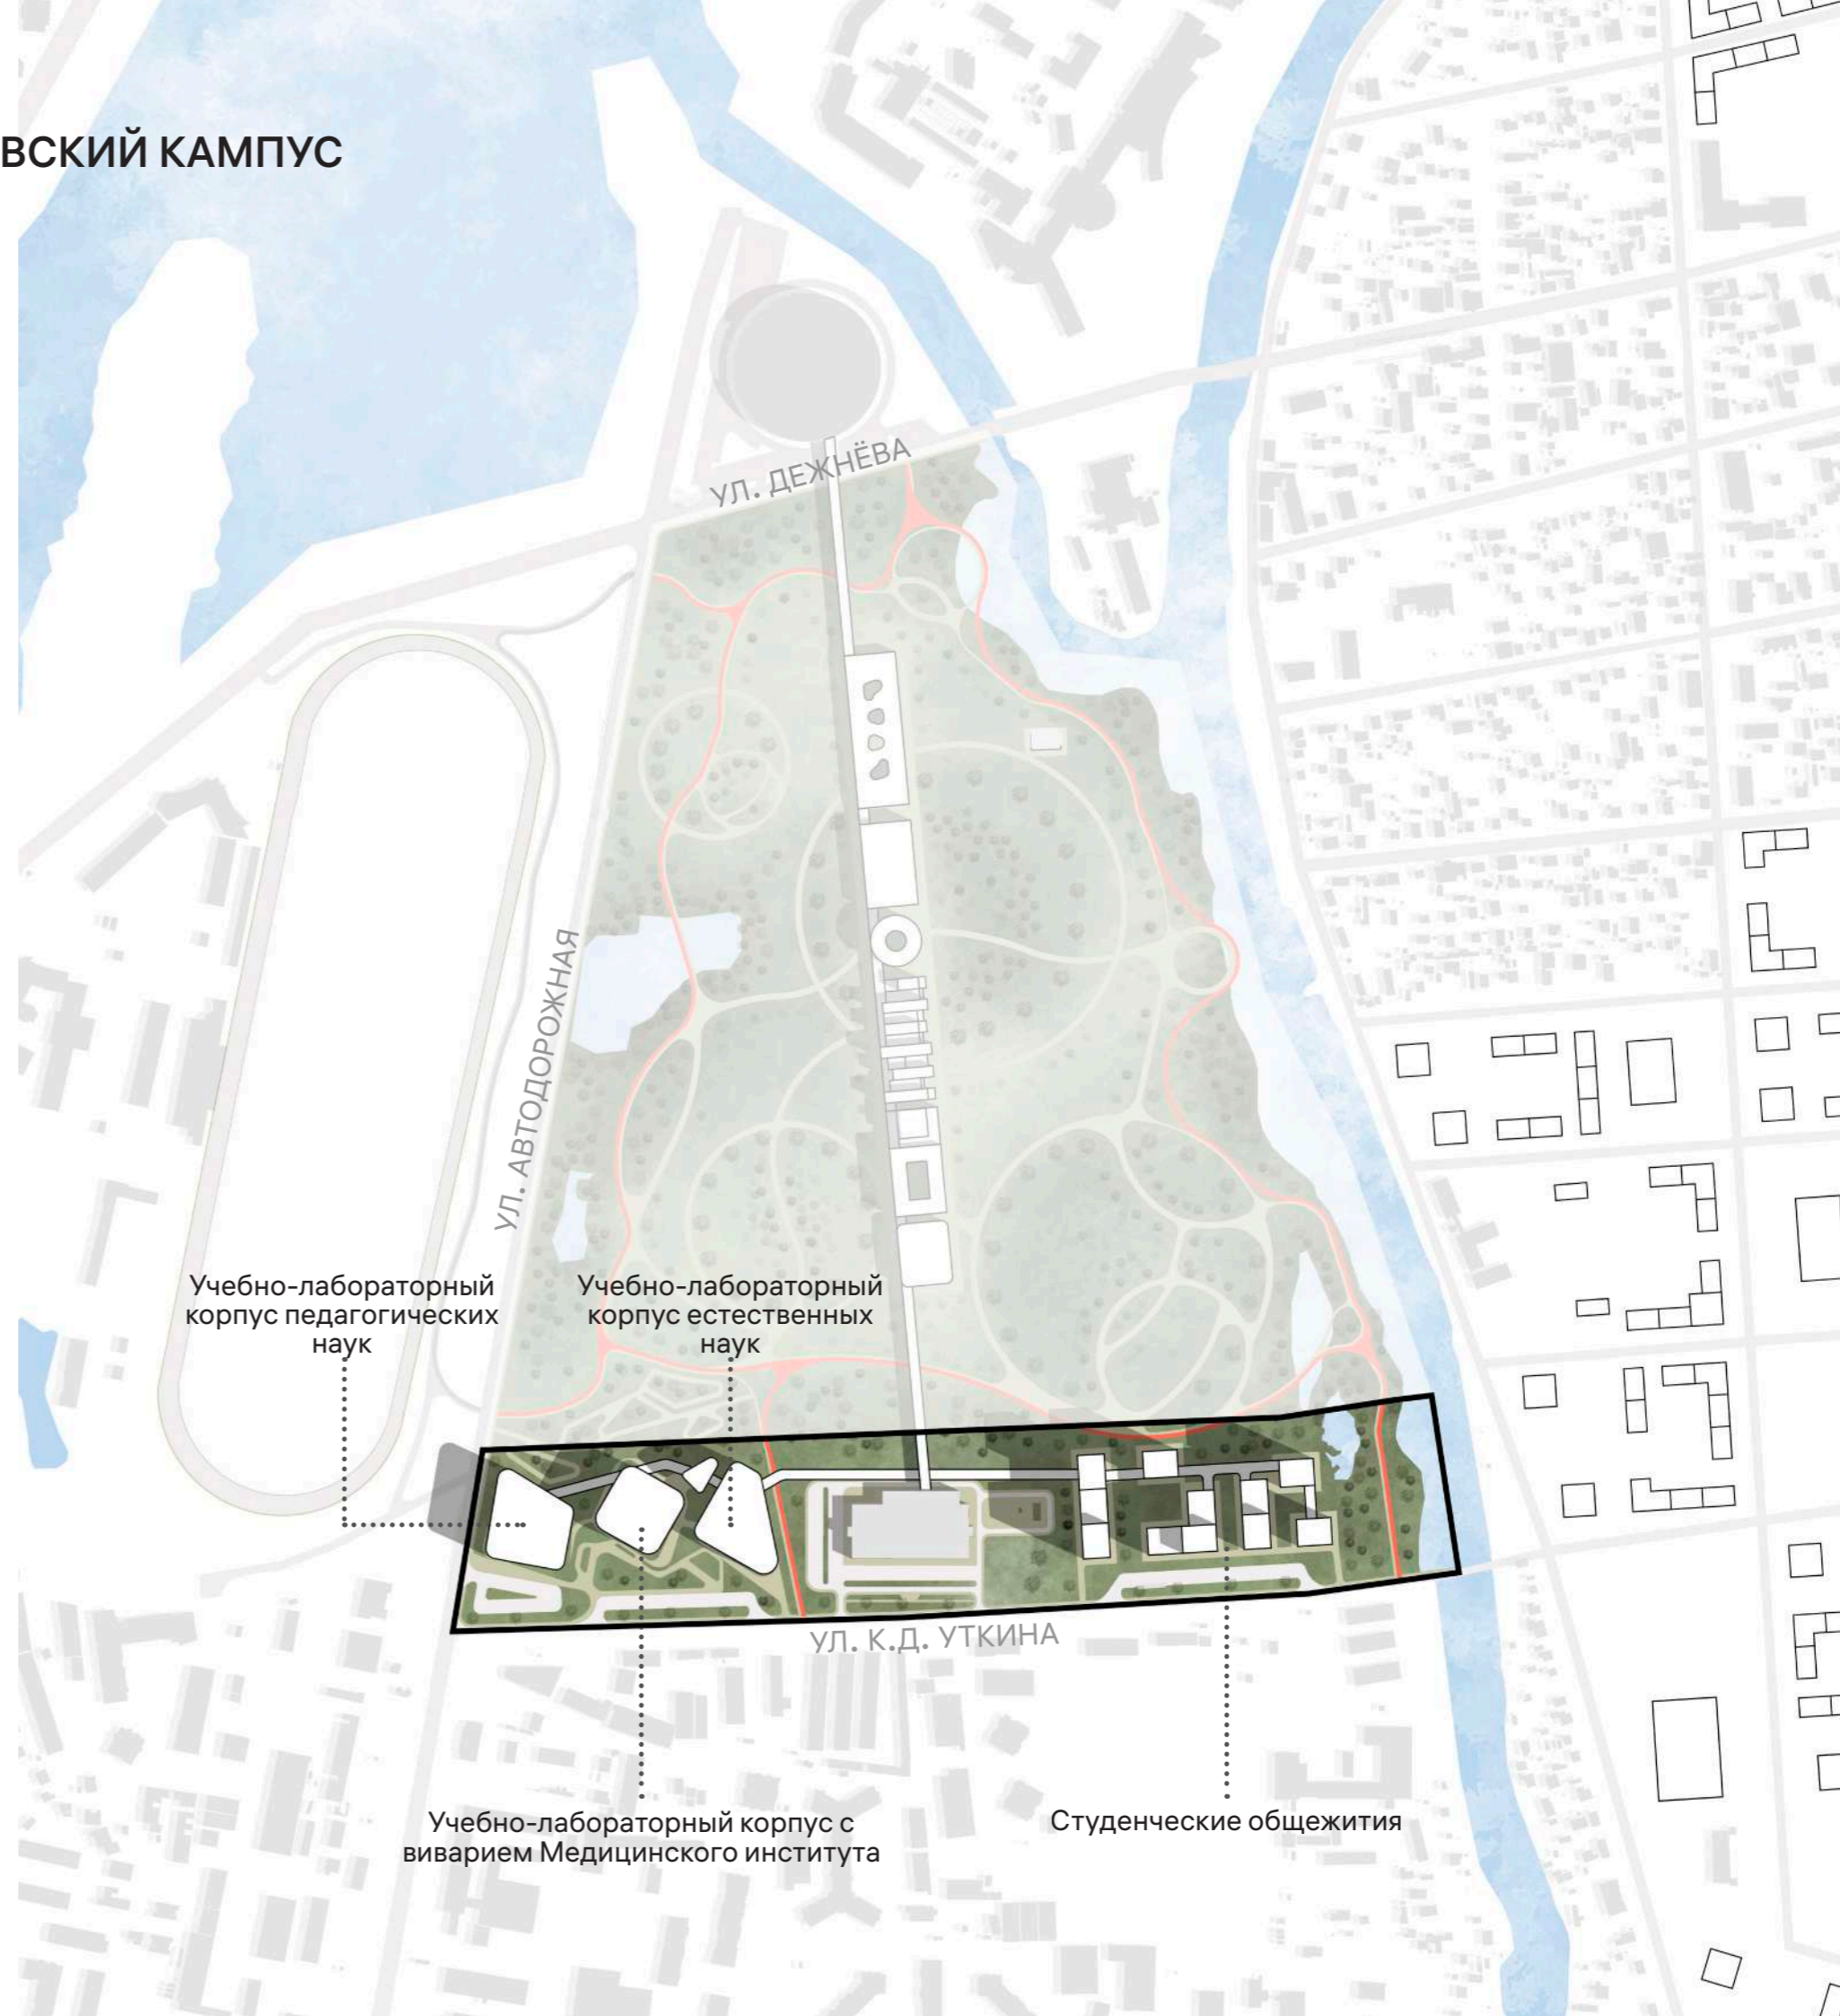 ВСКИЙ КАМПУС
УЛ. ДЕЖНЁВА
УЛ. АВТОДОРОЖНАЯ
Учебно-лабораторный
корпус педагогических
наук
Учебно-лабораторный
корпус естественных
наук
УЛ. К.Д. УТКИНА
Учебно-лабораторный корпус с
виварием Медицинского института
Студенческие общежития